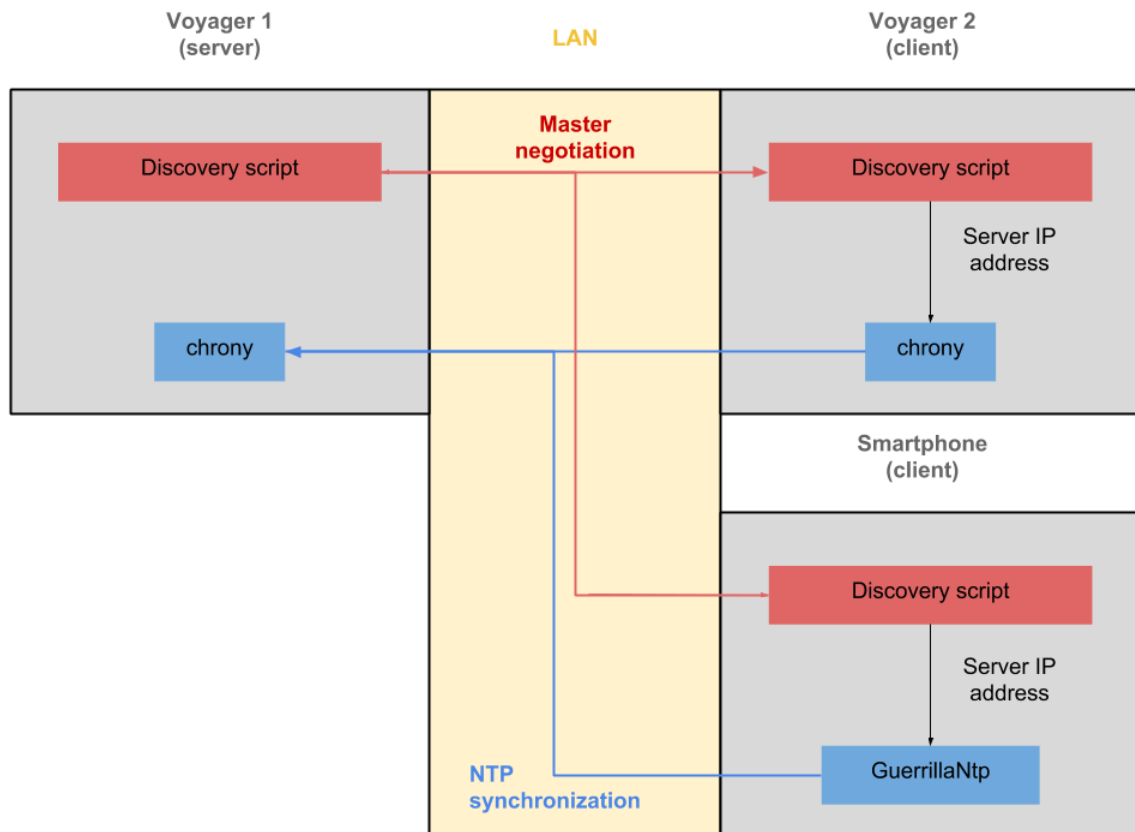 Voyager 1
(server)
LAN
Voyager 2
(client)
Master
negotiation
Discovery script
Discovery script
Server IP
address
chrony
chrony
Smartphone
(client)
Discovery script
Server IP
address
NTP
synchronization
GuerrillaNtp